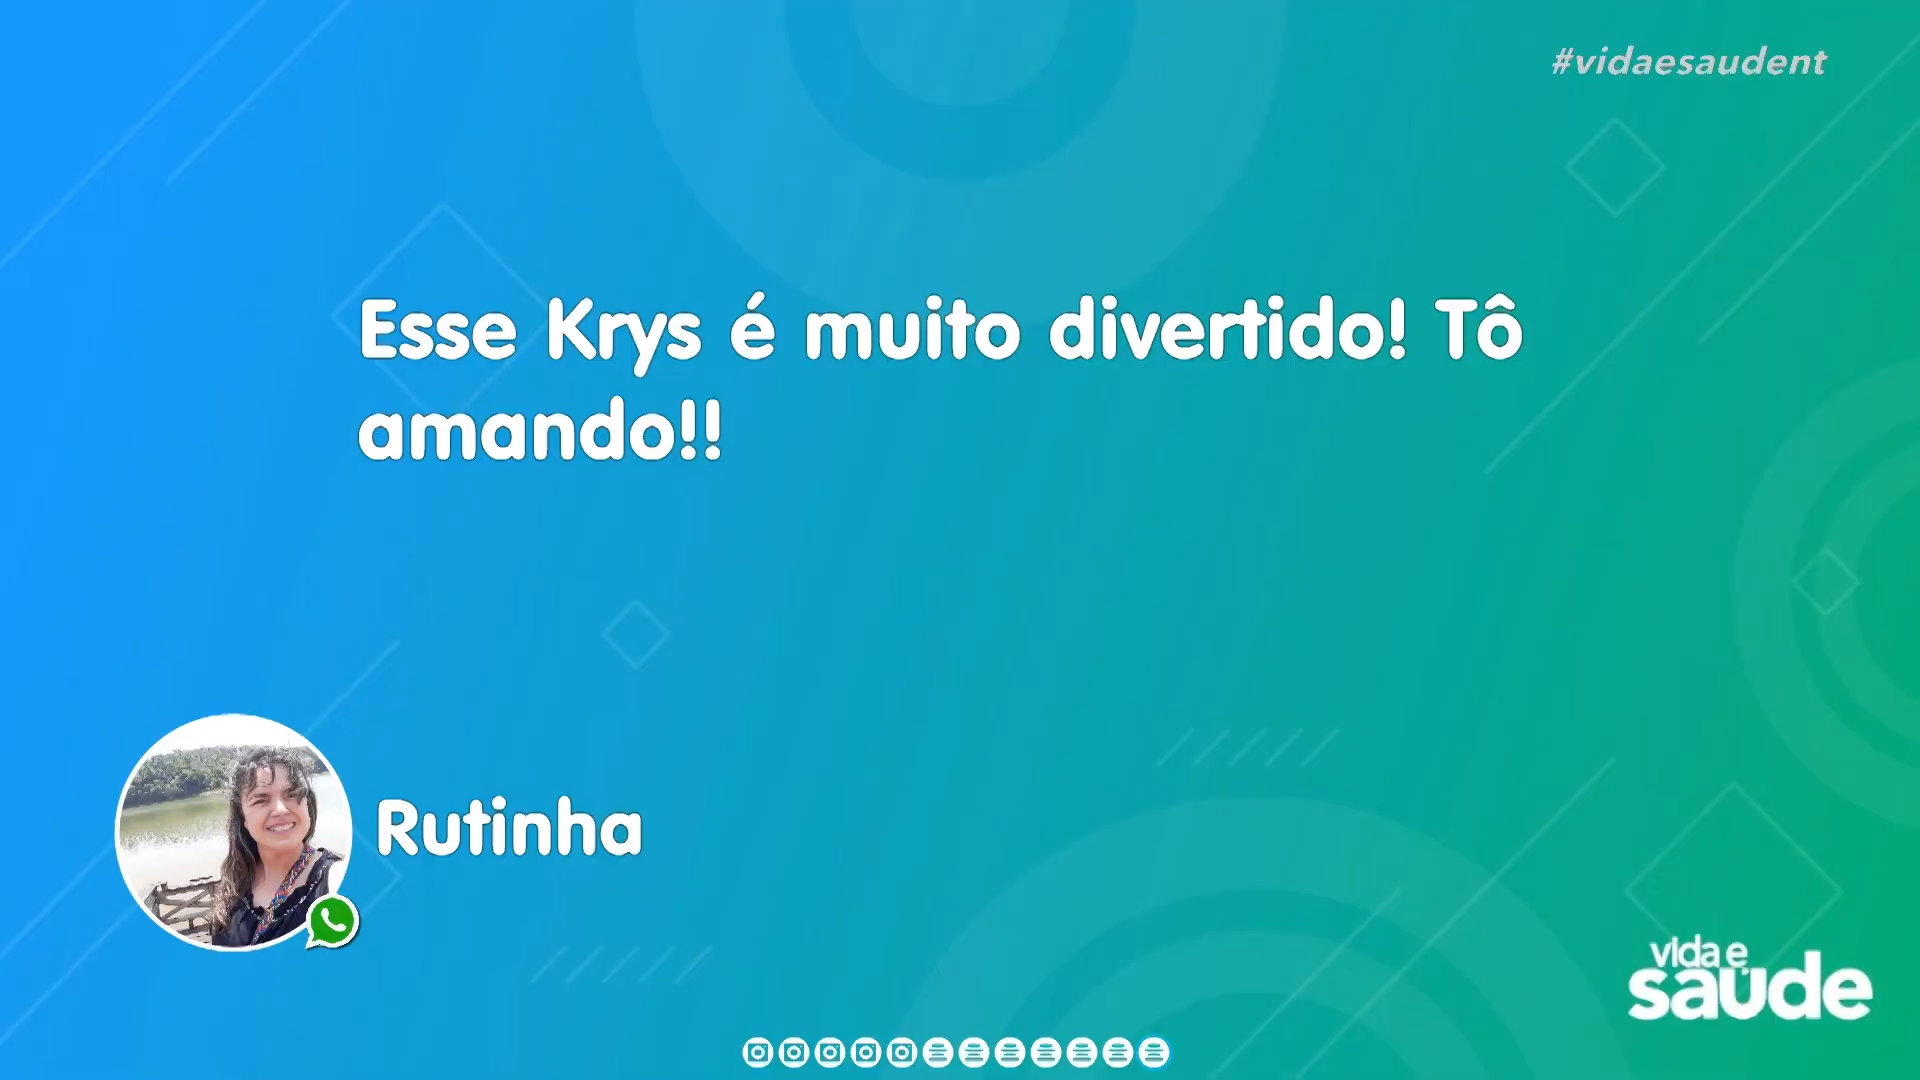 #vidaesaudent
Esse Krys é muito divertido! Tô
amando!!
Rutinha
vida e
saúde